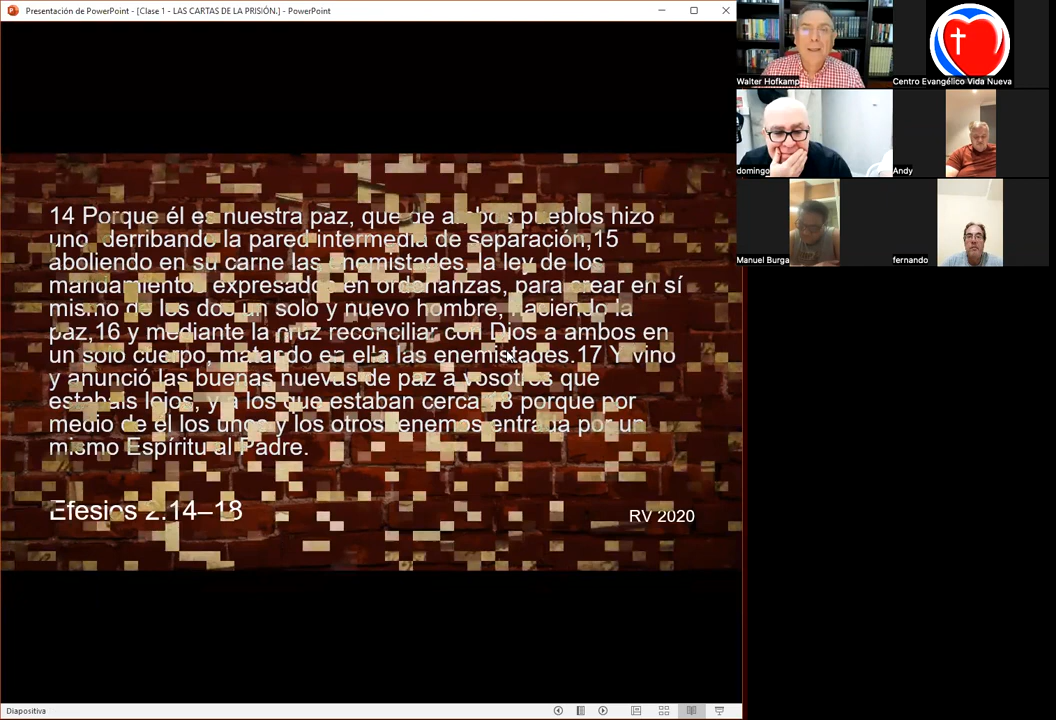 Presentación de PowerPoint - [Clase 1 - LAS CARTAS DE LA PRISIÓN.] - PowerPoint
14 Porque él es nuestra paz, que de ambos pueblos hizo
uno, derribando la pared intermedia de separación,15
aboliendo en su carne las enemistades, la ley de los
mandamientos expresados en ordenanzas, para crear en sí
mismo de los dos un solo y nuevo hombre, haciendo la
paz,16 y mediante la cruz reconciliar con Dios a ambos en
un solo cuerpo, matando en ella las enemistades.17 Y vino
y anunció las buenas nuevas de paz a vosotros que
estabais lejos, y a los que estaban cerca,18 porque por
medio de él los unos y los otros tenemos entrada por un
mismo Espíritu al Padre.
Efesios 2.14–18
RV 2020
Diapositiva
Walter Hofkamp
Centro Evangélico Vida Nueva
domingo
Andy
Manuel Burga
fernando